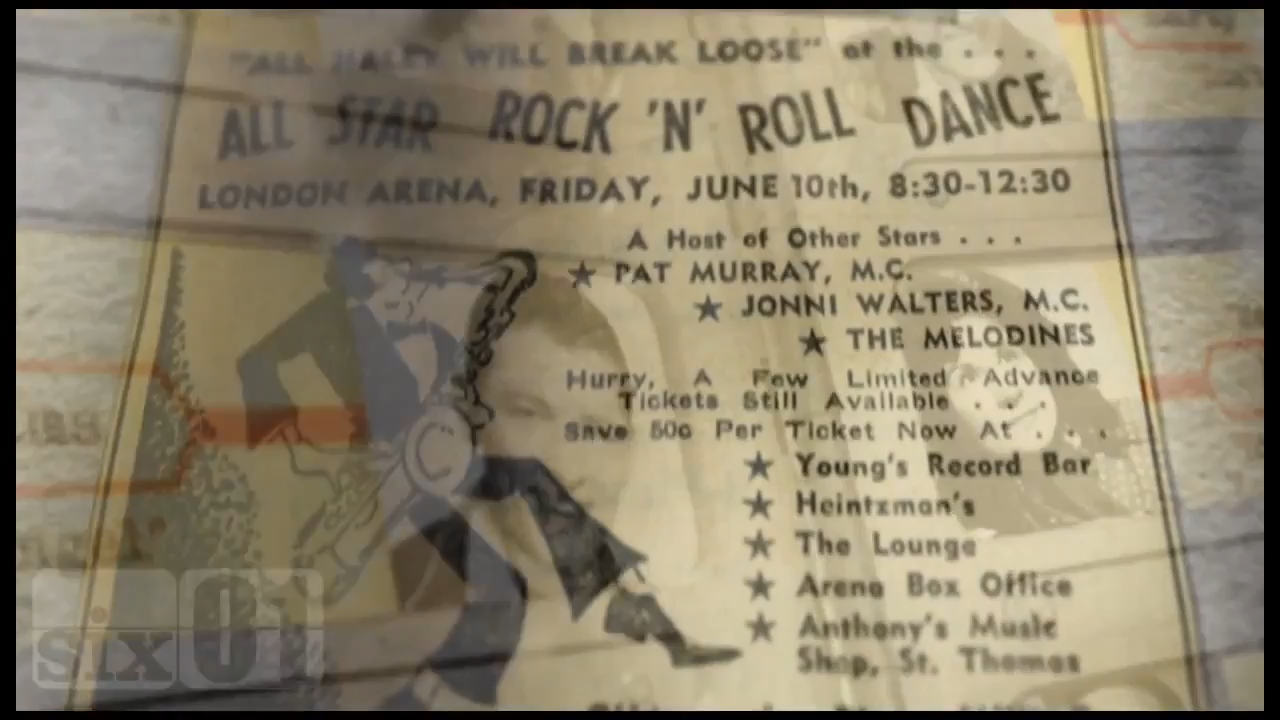 "ALL HALEY WILL BREAK LOOSE" at the . . .
ALL STAR ROCK 'N' ROLL DANCE
LONDON ARENA, FRIDAY, JUNE 10th, 8:30-12:30
A Host of Other Stars . . .
★ PAT MURRAY, M.C.
★ JONNI WALTERS, M.C.
★ THE MELODINES
Hurry, A Few Limited Advance
Tickets Still Available . . .
Save 50c Per Ticket Now At . . .
★ Young's Record Bar
★ Heintzman's
★ The Lounge
★ Arena Box Office
★ Anthony's Music
Shop, St. Thomas
six01